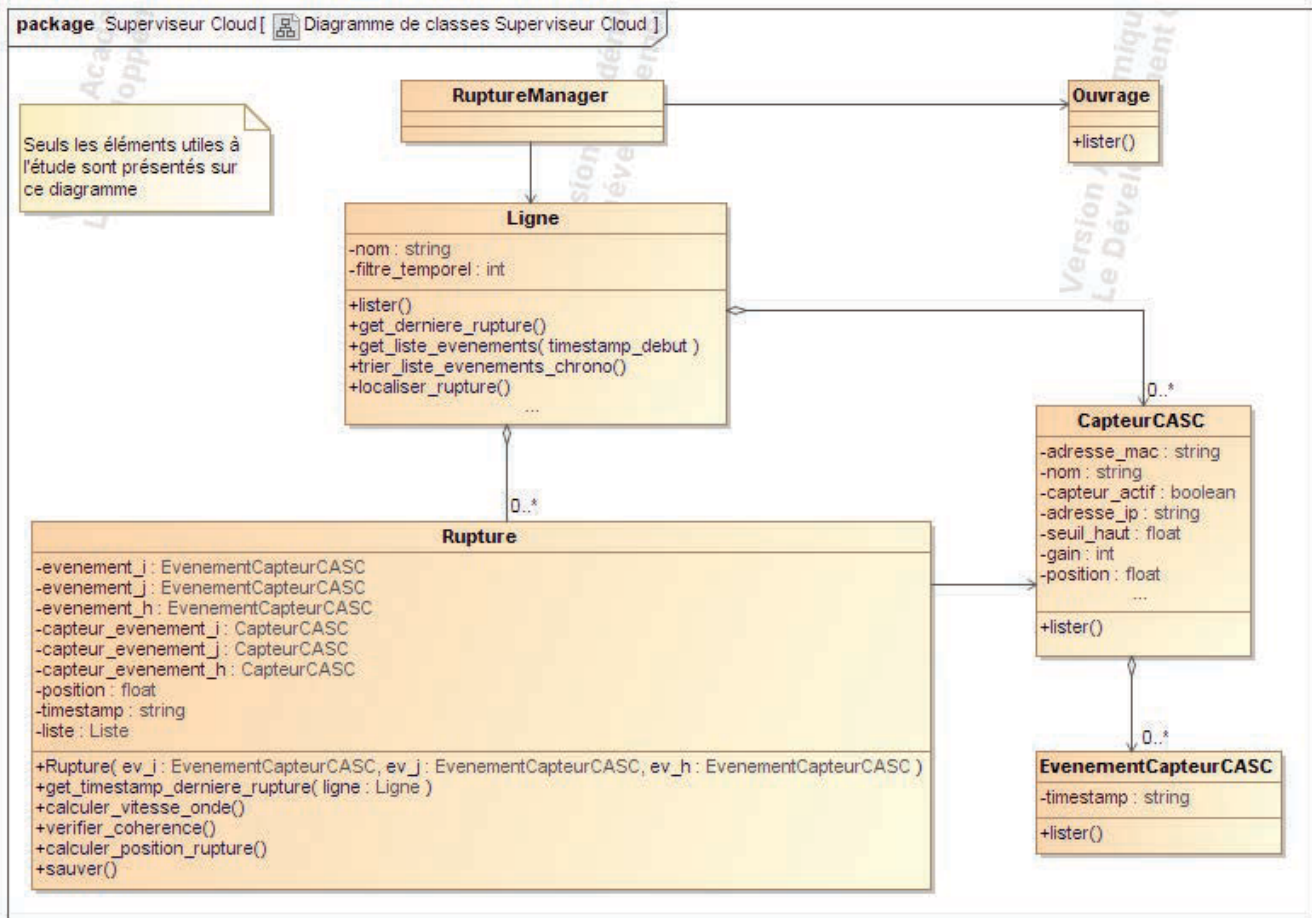 package Superviseur Cloud [ Diagramme de classes Superviseur Cloud ]
Seuls les éléments utiles à
l'étude sont présentés sur
ce diagramme
RuptureManager
Ouvrage
+lister()
Ligne
-nom : string
-filtre_temporel : int
+lister()
+get_derniere_rupture()
+get_liste_evenements( timestamp_debut )
+trier_liste_evenements_chrono()
+localiser_rupture()
...
0..*
0..*
CapteurCASC
-adresse_mac : string
-nom : string
-capteur_actif : boolean
-adresse_ip : string
-seuil_haut : float
-gain : int
-position : float
...
+lister()
Rupture
-evenement_i : EvenementCapteurCASC
-evenement_j : EvenementCapteurCASC
-evenement_h : EvenementCapteurCASC
-capteur_evenement_i : CapteurCASC
-capteur_evenement_j : CapteurCASC
-capteur_evenement_h : CapteurCASC
-position : float
-timestamp : string
-liste : Liste
+Rupture( ev_i : EvenementCapteurCASC, ev_j : EvenementCapteurCASC, ev_h : EvenementCapteurCASC )
+get_timestamp_derniere_rupture( ligne : Ligne )
+calculer_vitesse_onde()
+verifier_coherence()
+calculer_position_rupture()
+sauver()
0..*
EvenementCapteurCASC
-timestamp : string
+lister()
Version
Le Dével